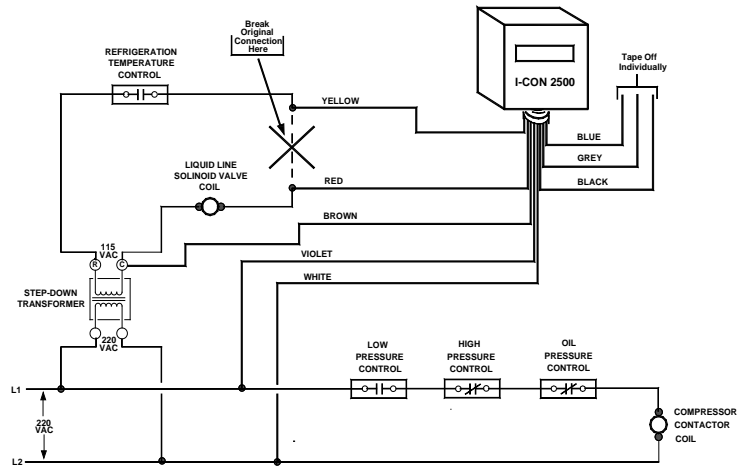 Break
Original
Connection
Here
REFRIGERATION
TEMPERATURE
CONTROL
I-CON 2500
Tape Off
Individually
YELLOW
BLUE
GREY
BLACK
LIQUID LINE
SOLINOID VALVE
COIL
RED
BROWN
115
VAC
R
C
VIOLET
WHITE
STEP-DOWN
TRANSFORMER
220
VAC
LOW
PRESSURE
CONTROL
HIGH
PRESSURE
CONTROL
OIL
PRESSURE
CONTROL
L1
220
VAC
COMPRESSOR
CONTACTOR
COIL
L2